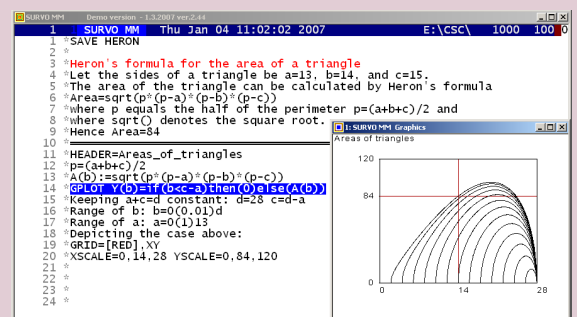 SURVO MM Demo version - 1.3.2007 ver.2.44
1 SURVO MM Thu Jan 04 11:02:02 2007 E:\CSC\ 1000 100 0
1 *SAVE HERON
2 *
3 *Heron's formula for the area of a triangle
4 *Let the sides of a triangle be a=13, b=14, and c=15.
5 *The area of the triangle can be calculated by Heron's formula
6 *Area=sqrt(p*(p-a)*(p-b)*(p-c))
7 *where p equals the half of the perimeter p=(a+b+c)/2 and
8 *where sqrt() denotes the square root.
9 *Hence Area=84
10 *
11 *HEADER=Areas_of_triangles
12 *p=(a+b+c)/2
13 *A(b):=sqrt(p*(p-a)*(p-b)*(p-c))
14 *GPLOT Y(b)=if(b<c-a)then(0)else(A(b))
15 *Keeping a+c=d constant: d=28 c=d-a
16 *Range of b: b=0(0.01)d
17 *Range of a: a=0(1)13
18 *Depicting the case above:
19 *GRID=[RED],XY
20 *XSCALE=0,14,28 YSCALE=0,84,120
21 *
22 *
23 *
24 *
1: SURVO MM Graphics
Areas of triangles
120
84
0
0 14 28